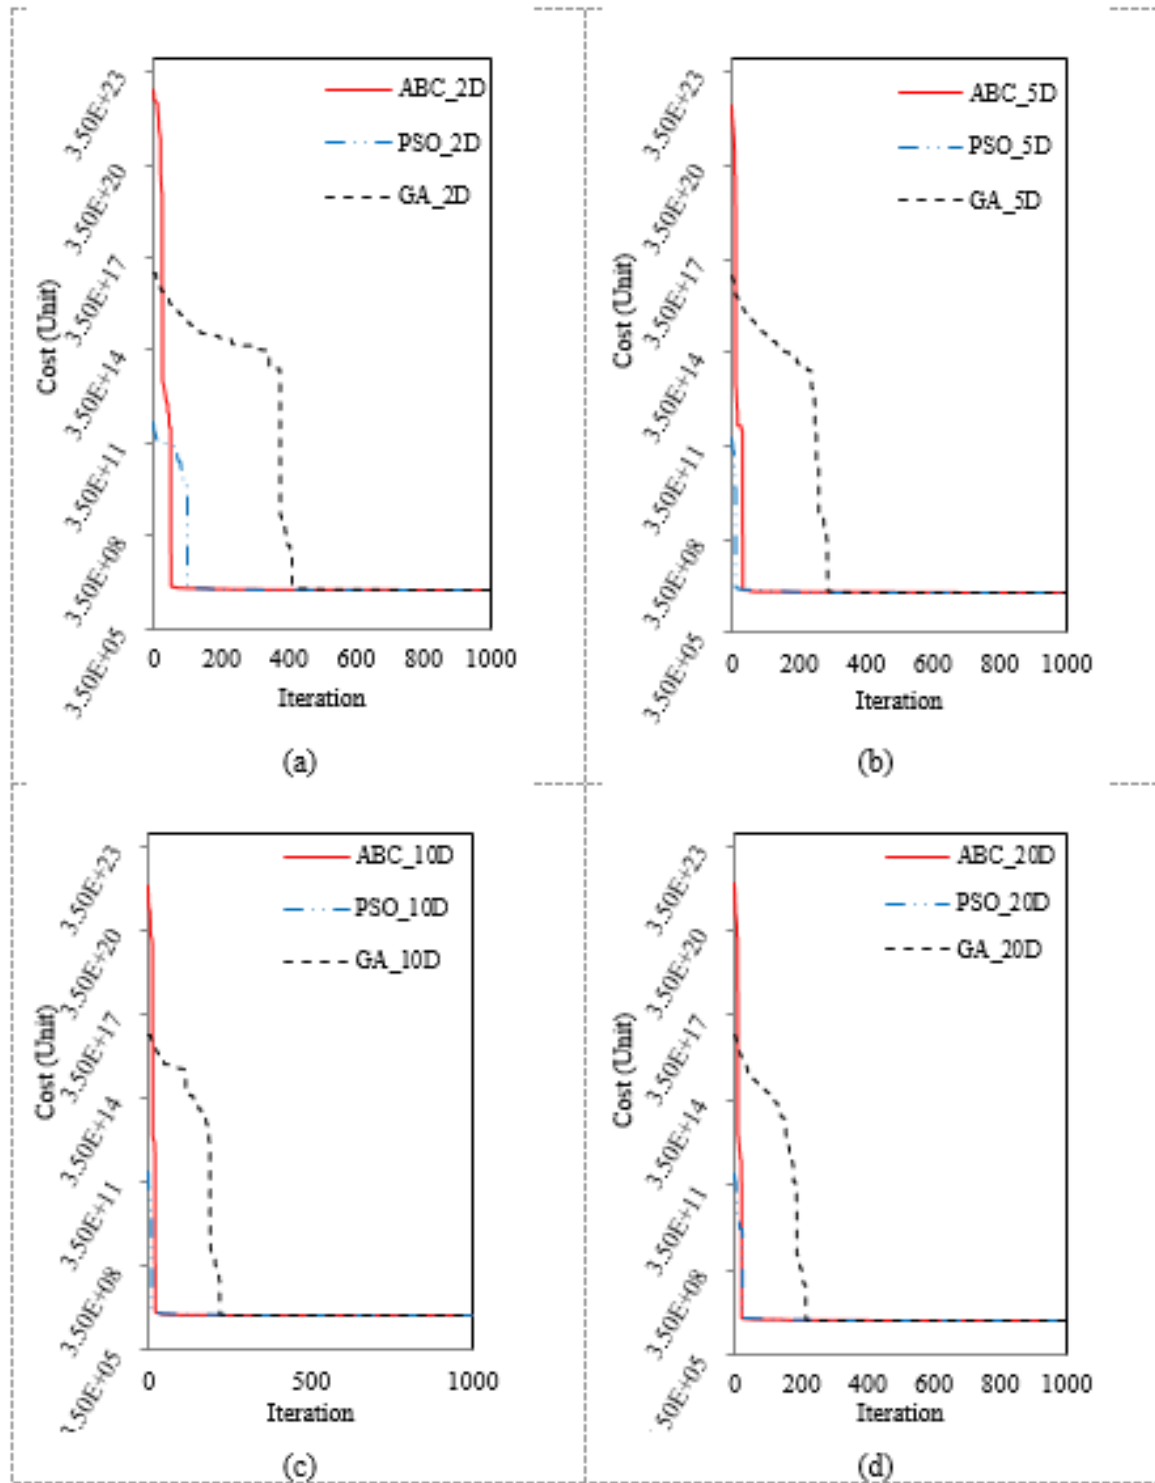 ABC_2D
PSO_2D
GA_2D
Cost (Unit)
3.50E+23
3.50E+20
3.50E+17
3.50E+14
3.50E+11
3.50E+08
3.50E+05
0 200 400 600 800 1000
Iteration
(a)
ABC_5D
PSO_5D
GA_5D
Cost (Unit)
3.50E+23
3.50E+20
3.50E+17
3.50E+14
3.50E+11
3.50E+08
3.50E+05
0 200 400 600 800 1000
Iteration
(b)
ABC_10D
PSO_10D
GA_10D
Cost (Unit)
3.50E+23
3.50E+20
3.50E+17
3.50E+14
3.50E+11
3.50E+08
.50E+05
0 500 1000
Iteration
(c)
ABC_20D
PSO_20D
GA_20D
Cost (Unit)
3.50E+23
3.50E+20
3.50E+17
3.50E+14
3.50E+11
3.50E+08
.50E+05
0 200 400 600 800 1000
Iteration
(d)